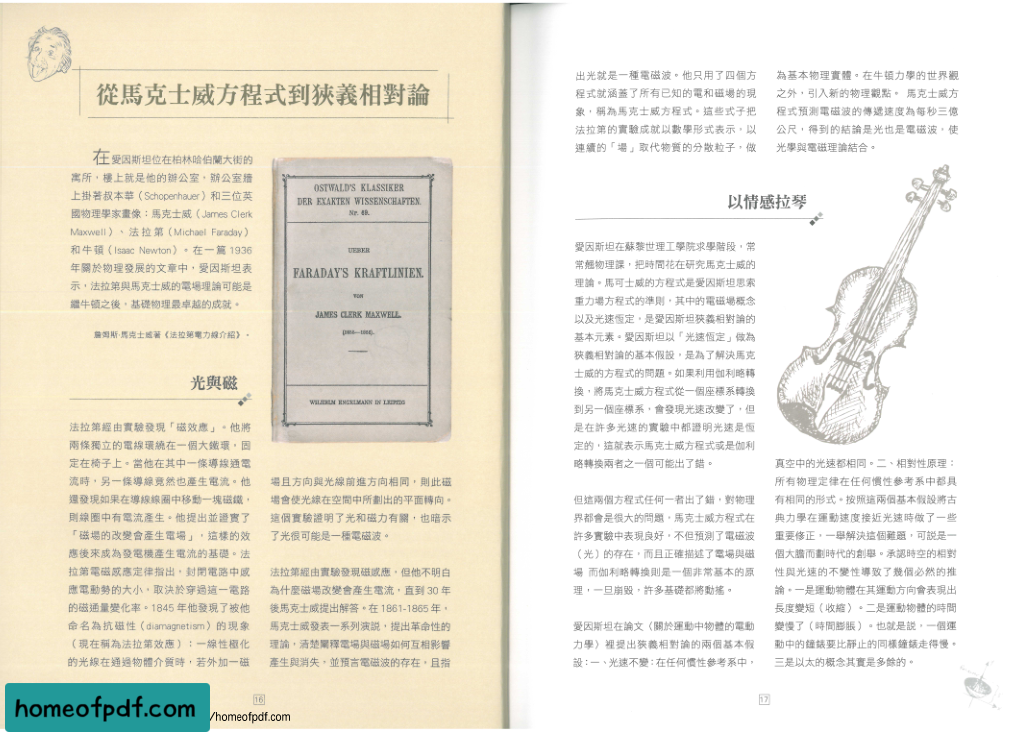 從馬克士威方程式到狹義相對論
在愛因斯坦位在柏林哈伯蘭大街的
寓所，樓上就是他的辦公室。辦公室牆
上掛著叔本華（Schopenhauer）和三位英
國物理學家畫像：馬克士威（James Clerk
Maxwell）、法拉第（Michael Faraday）
和牛頓（Isaac Newton）。在一篇 1936
年關於物理發展的文章中，愛因斯坦表
示，法拉第與馬克士威的電場理論可能是
繼牛頓之後，基礎物理最卓越的成就。
詹姆斯·馬克士威著《法拉第電力線介紹》。
OSTWALD'S KLASSIKER
DER EXAKTEN WISSENSCHAFTEN.
Nr. 69.
UEBER
FARADAY'S KRAFTLINIEN.
VON
JAMES CLERK MAXWELL.
WILHELM ENGELMANN IN LEIPZIG
光與磁
法拉第經由實驗發現「磁效應」。他將
兩條獨立的電線環繞在一個大鐵環，固
定在椅子上。當他在其中一條導線通電
流時，另一條導線竟然也產生電流。他
還發現如果在導線線圈中移動一塊磁鐵，
則線圈中有電流產生。他提出並證實了
「磁場的改變會產生電場」，這樣的效
應後來成為發電機產生電流的基礎。法
拉第電磁感應定律指出，封閉電路中感
應電動勢的大小，取決於穿過這一電路
的磁通量變化率。1845 年他發現了被他
命名為抗磁性（diamagnetism）的現象
（現在稱為法拉第效應）：一線性極化
的光線在通過物體介質時，若外加一磁
場且方向與光線前進方向相同，則此磁
場會使光線在空間中所劃出的平面轉向。
這個實驗證明了光和磁力有關，也暗示
了光很可能是一種電磁波。
法拉第經由實驗發現磁感應，但他不明白
為什麼磁場改變會產生電流，直到 30 年
後馬克士威提出解答。在 1861-1865 年，
馬克士威發表一系列演說，提出革命性的
理論，清楚闡釋電場與磁場如何互相影響
產生與消失，並預言電磁波的存在，且指
16
homeofpdf.com
/homeofpdf.com
出光就是一種電磁波。他只用了四個方
程式就涵蓋了所有已知的電和磁場的現
象，稱為馬克士威方程式。這些式子把
法拉第的實驗成就以數學形式表示，以
連續的「場」取代物質的分散粒子，做
為基本物理實體。在牛頓力學的世界觀
之外，引入新的物理觀點。 馬克士威方
程式預測電磁波的傳遞速度為每秒三億
公尺，得到的結論是光也是電磁波，使
光學與電磁理論結合。
以情感拉琴
愛因斯坦在蘇黎世理工學院求學階段，常
常翹物理課，把時間花在研究馬克士威的
理論。馬可士威的方程式是愛因斯坦思索
重力場方程式的準則，其中的電磁場概念
以及光速恆定，是愛因斯坦狹義相對論的
基本元素。愛因斯坦以「光速恆定」做為
狹義相對論的基本假設，是為了解決馬克
士威的方程式的問題。如果利用伽利略轉
換，將馬克士威方程式從一個座標系轉換
到另一個座標系，會發現光速改變了，但
是在許多光速的實驗中都證明光速是恆
定的，這就表示馬克士威方程式或是伽利
略轉換兩者之一個可能出了錯。
但這兩個方程式任何一者出了錯，對物理
界都會是很大的問題，馬克士威方程式在
許多實驗中表現良好，不但預測了電磁波
（光）的存在，而且正確描述了電場與磁
場 而伽利略轉換則是一個非常基本的原
理，一旦崩毀，許多基礎都將動搖。
愛因斯坦在論文〈關於運動中物體的電動
力學〉裡提出狹義相對論的兩個基本假
設：一、光速不變：在任何慣性參考系中，
真空中的光速都相同。二、相對性原理：
所有物理定律在任何慣性參考系中都具
有相同的形式。按照這兩個基本假設將古
典力學在運動速度接近光速時做了一些
重要修正，一舉解決這個難題，可說是一
個大膽而劃時代的創舉。承認時空的相對
性與光速的不變性導致了幾個必然的推
論。一是運動物體在其運動方向會表現出
長度變短（收縮）。二是運動物體的時間
變慢了（時間膨脹）。也就是說，一個運
動中的鐘錶要比靜止的同樣鐘錶走得慢。
三是以太的概念其實是多餘的。
17